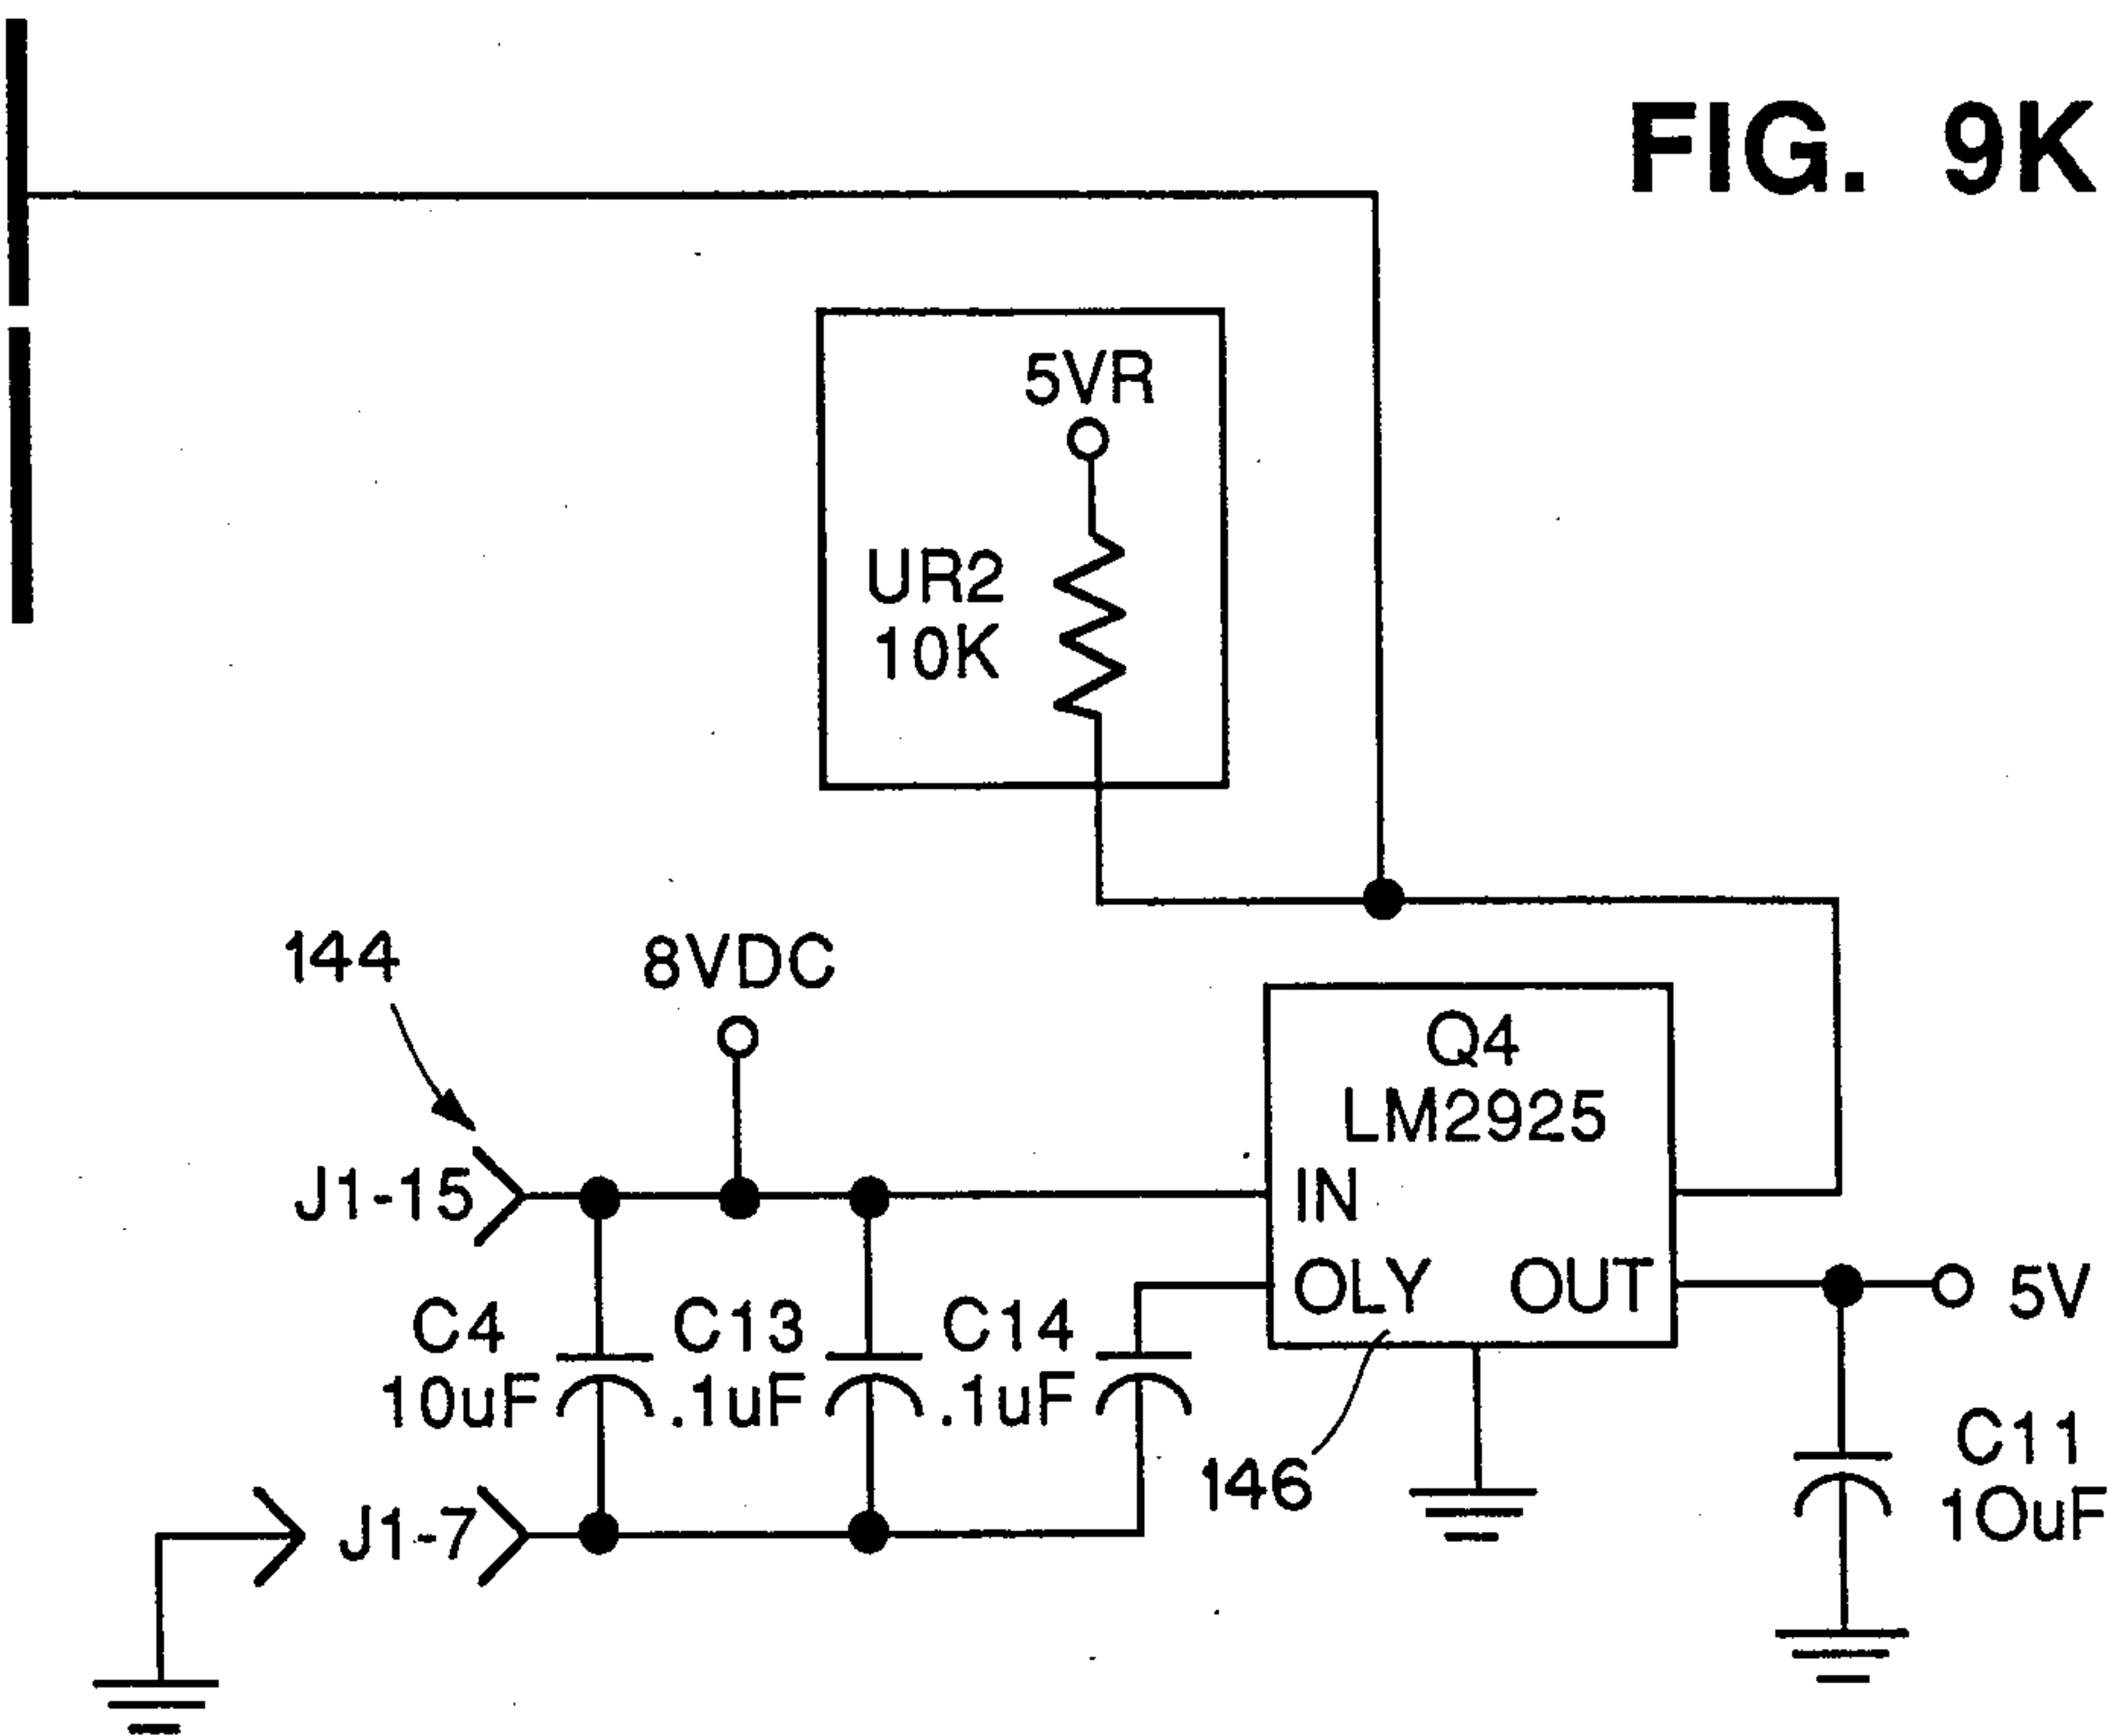 FIG. 9K
5VR
UR2
10K
144
8VDC
Q4
LM2925
J1-15
IN
OLY OUT
5V
C4
10uF
C13
.1uF
C14
.1uF
146
C11
10uF
J1-7